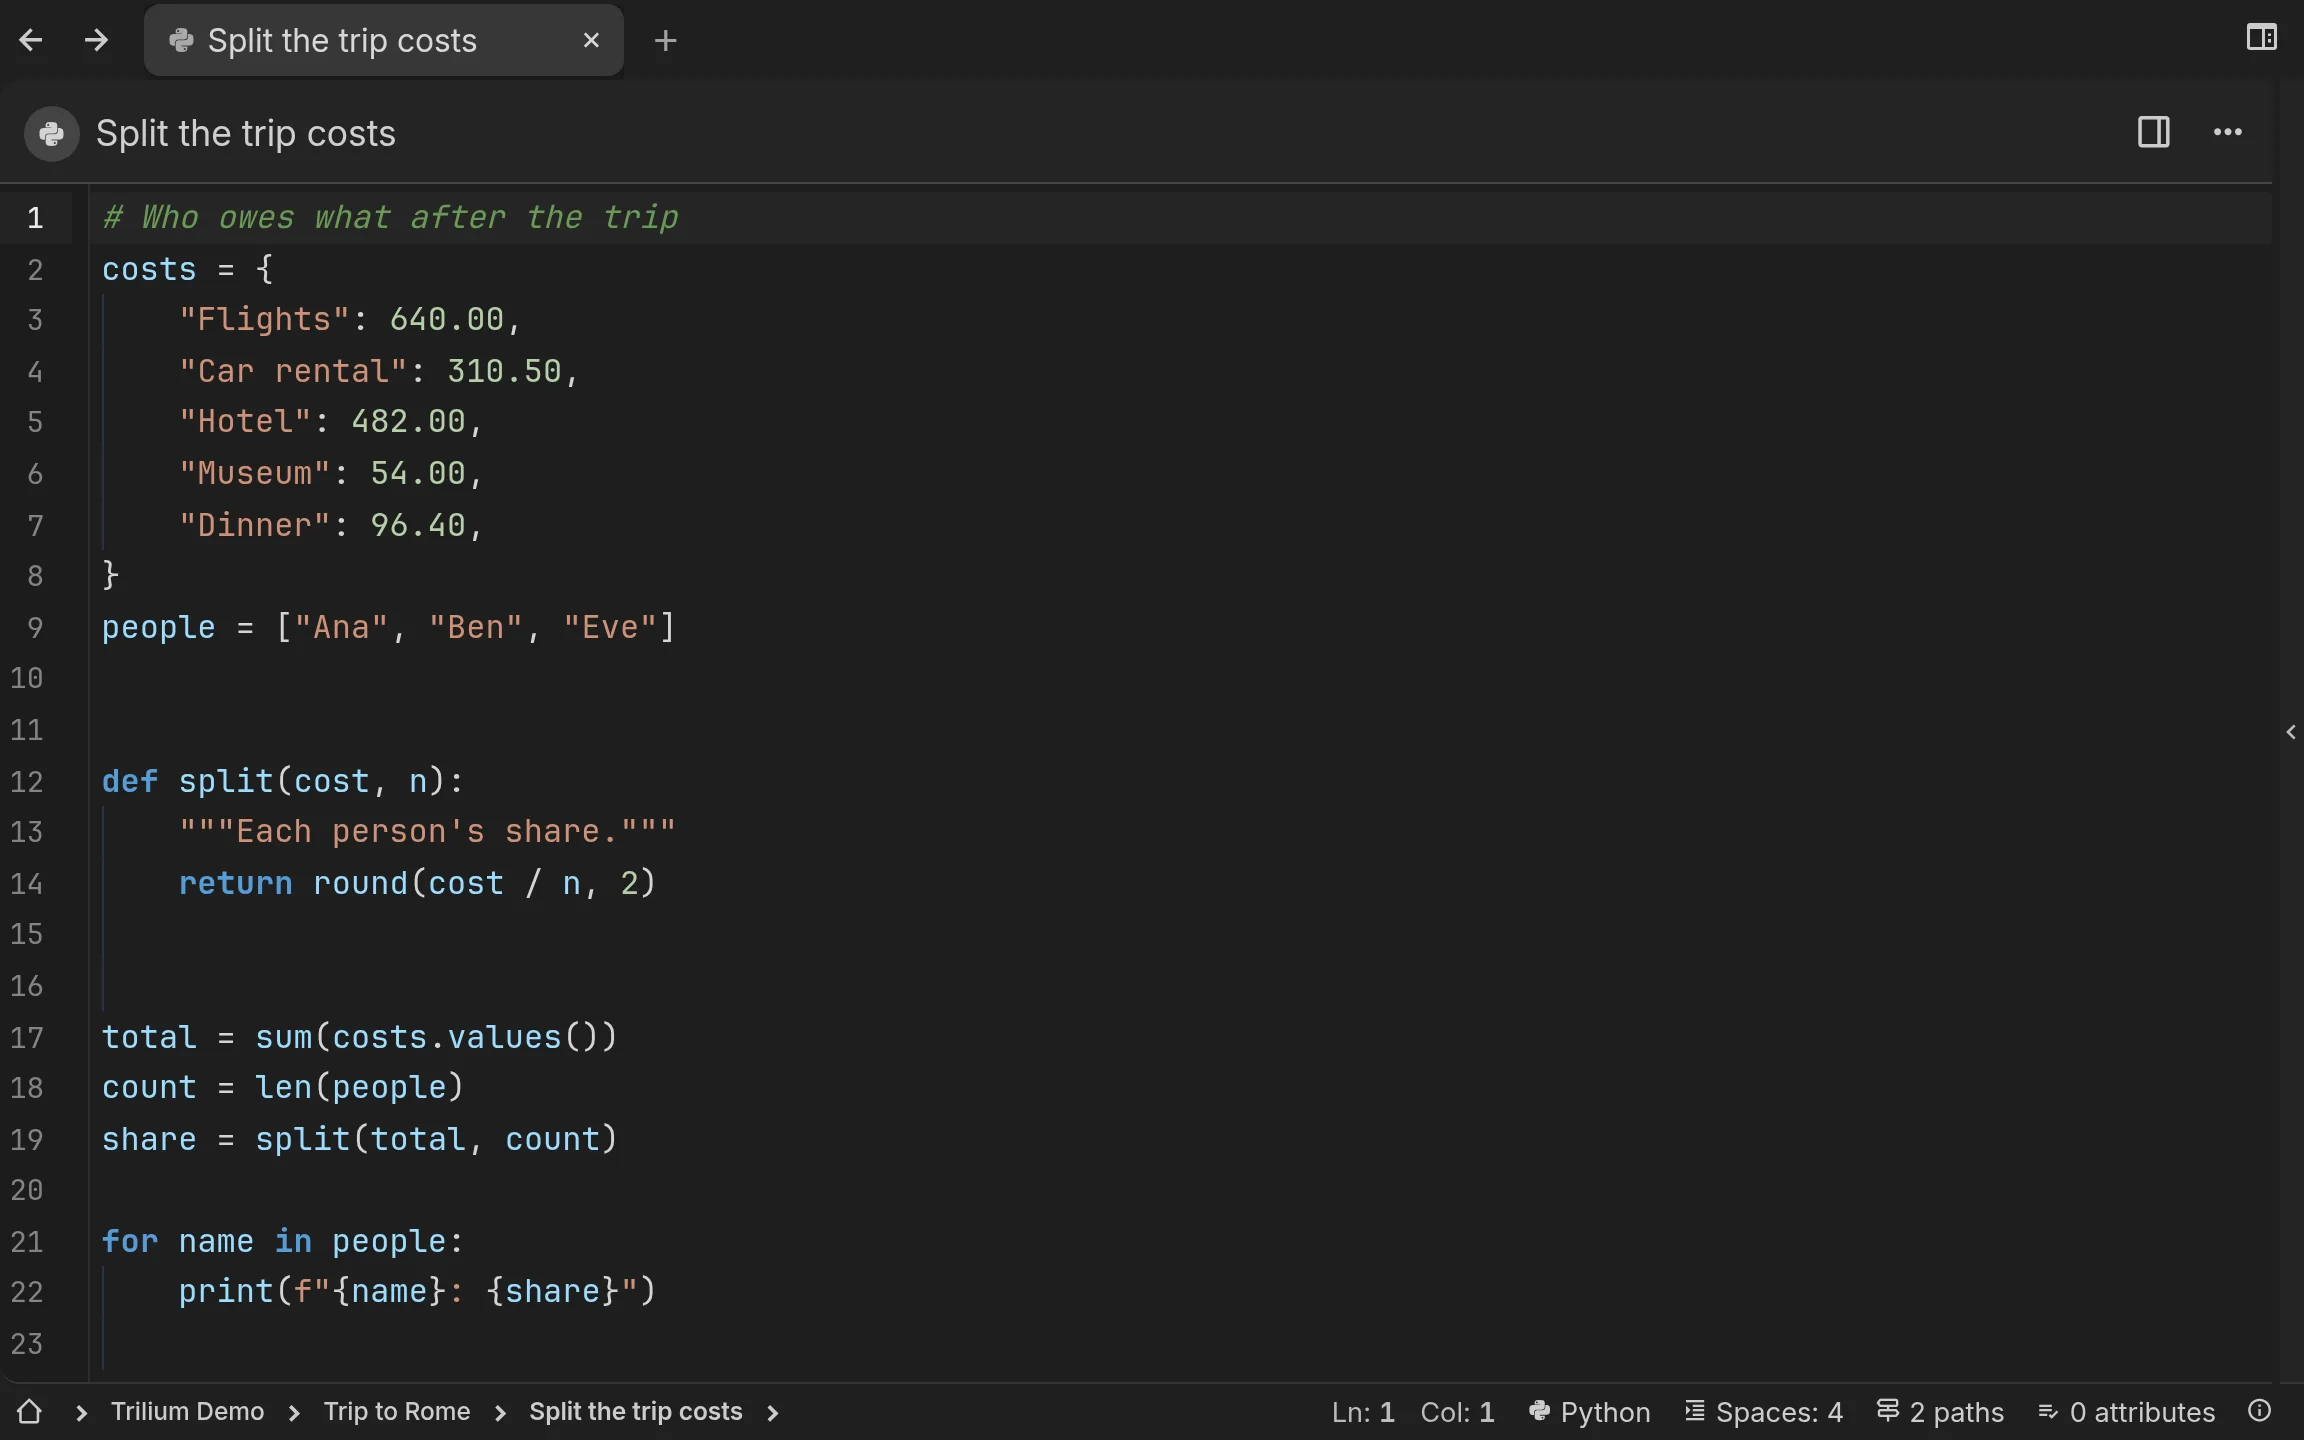 Split the trip costs
Split the trip costs
1 # Who owes what after the trip
2 costs = {
3     "Flights": 640.00,
4     "Car rental": 310.50,
5     "Hotel": 482.00,
6     "Museum": 54.00,
7     "Dinner": 96.40,
8 }
9 people = ["Ana", "Ben", "Eve"]
10
11
12 def split(cost, n):
13     """Each person's share."""
14     return round(cost / n, 2)
15
16
17 total = sum(costs.values())
18 count = len(people)
19 share = split(total, count)
20
21 for name in people:
22     print(f"{name}: {share}")
23
Trilium Demo > Trip to Rome > Split the trip costs > Ln: 1 Col: 1 Python Spaces: 4 2 paths 0 attributes